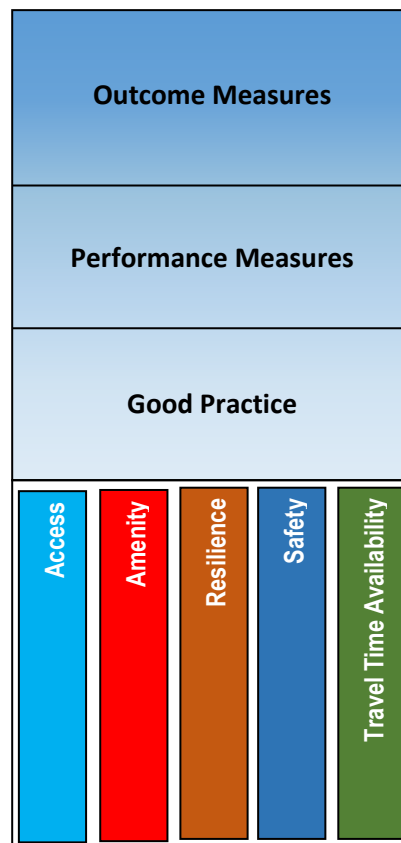 Outcome Measures
Performance Measures
Good Practice
Access
Amenity
Resilience
Safety
Travel Time Availability